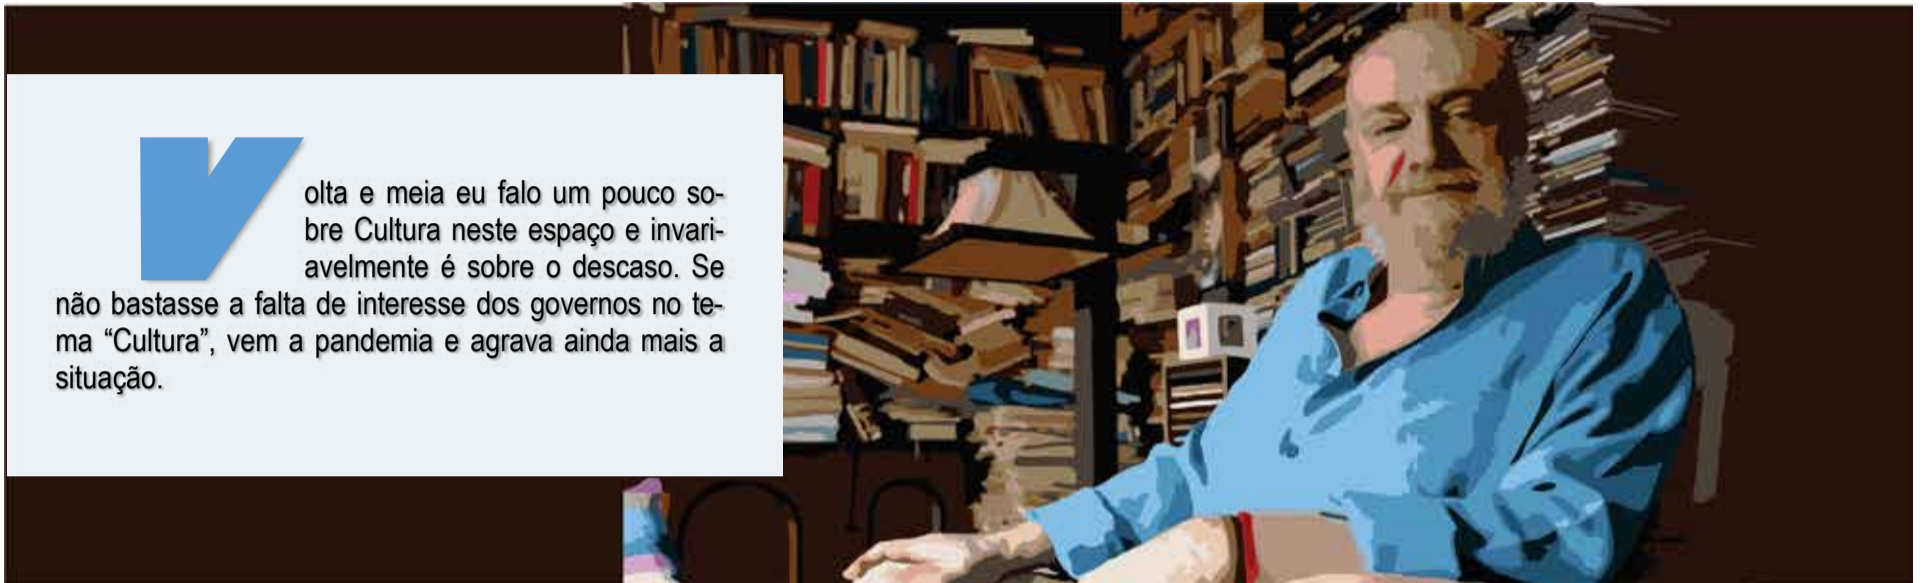 Volta e meia eu falo um pouco so-
bre Cultura neste espaço e invari-
avelmente é sobre o descaso. Se
não bastasse a falta de interesse dos governos no te-
ma “Cultura”, vem a pandemia e agrava ainda mais a
situação.